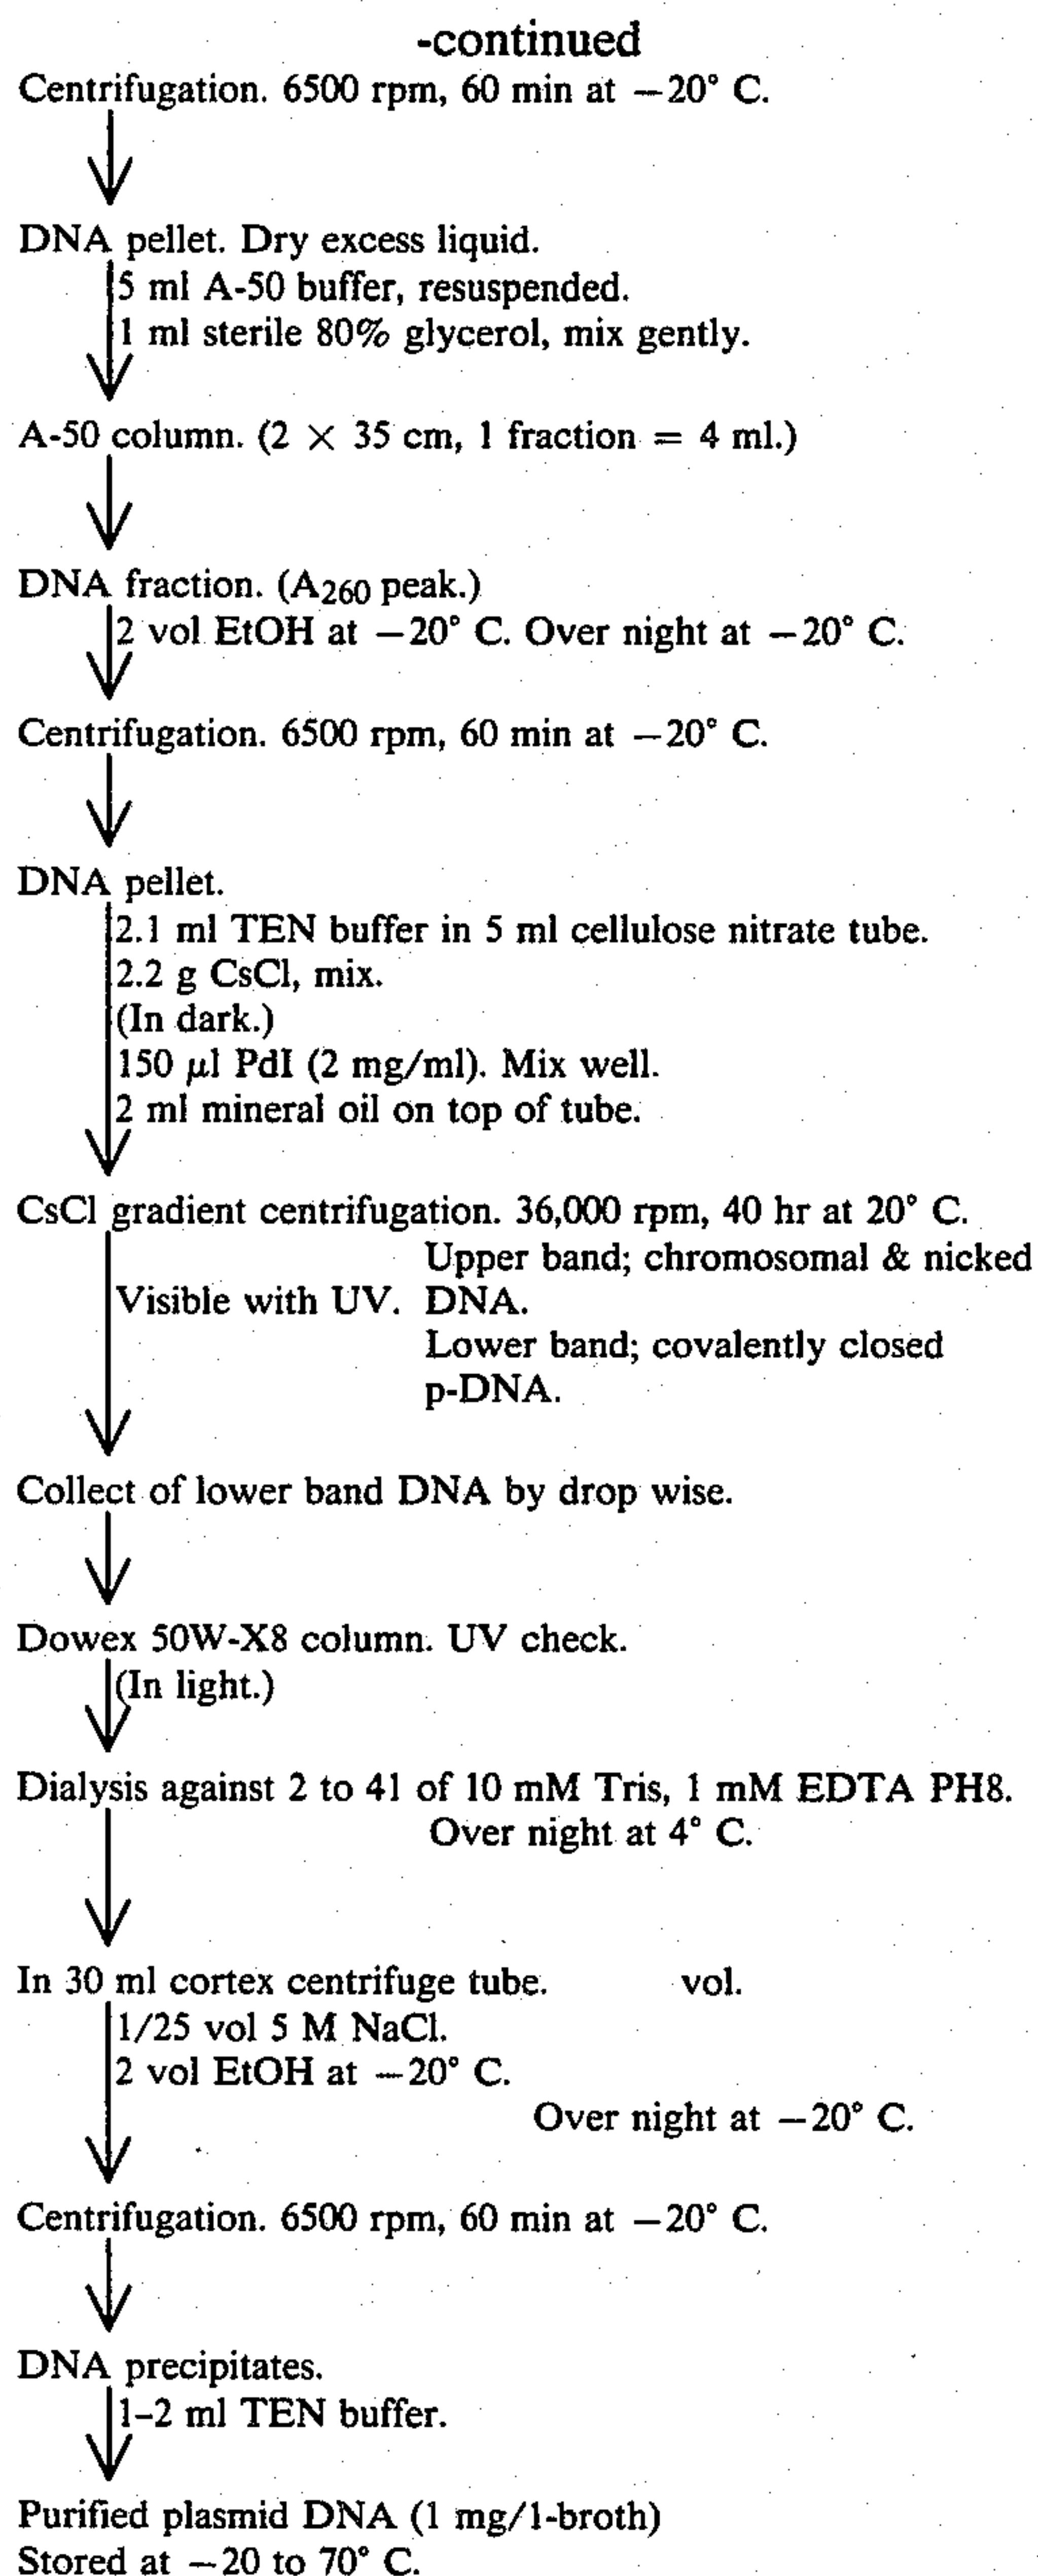 -continued
Centrifugation. 6500 rpm, 60 min at −20° C.
DNA pellet. Dry excess liquid.
5 ml A-50 buffer, resuspended.
1 ml sterile 80% glycerol, mix gently.
A-50 column. (2 × 35 cm, 1 fraction = 4 ml.)
DNA fraction. (A260 peak.)
2 vol EtOH at −20° C. Over night at −20° C.
Centrifugation. 6500 rpm, 60 min at −20° C.
DNA pellet.
2.1 ml TEN buffer in 5 ml cellulose nitrate tube.
2.2 g CsCl, mix.
(In dark.)
150 μl PdI (2 mg/ml). Mix well.
2 ml mineral oil on top of tube.
CsCl gradient centrifugation. 36,000 rpm, 40 hr at 20° C.
Upper band; chromosomal & nicked
Visible with UV. DNA.
Lower band; covalently closed
p-DNA.
Collect of lower band DNA by drop wise.
Dowex 50W-X8 column. UV check.
(In light.)
Dialysis against 2 to 41 of 10 mM Tris, 1 mM EDTA PH8.
Over night at 4° C.
In 30 ml cortex centrifuge tube. vol.
1/25 vol 5 M NaCl.
2 vol EtOH at −20° C.
Over night at −20° C.
Centrifugation. 6500 rpm, 60 min at −20° C.
DNA precipitates.
1–2 ml TEN buffer.
Purified plasmid DNA (1 mg/1-broth)
Stored at −20 to 70° C.